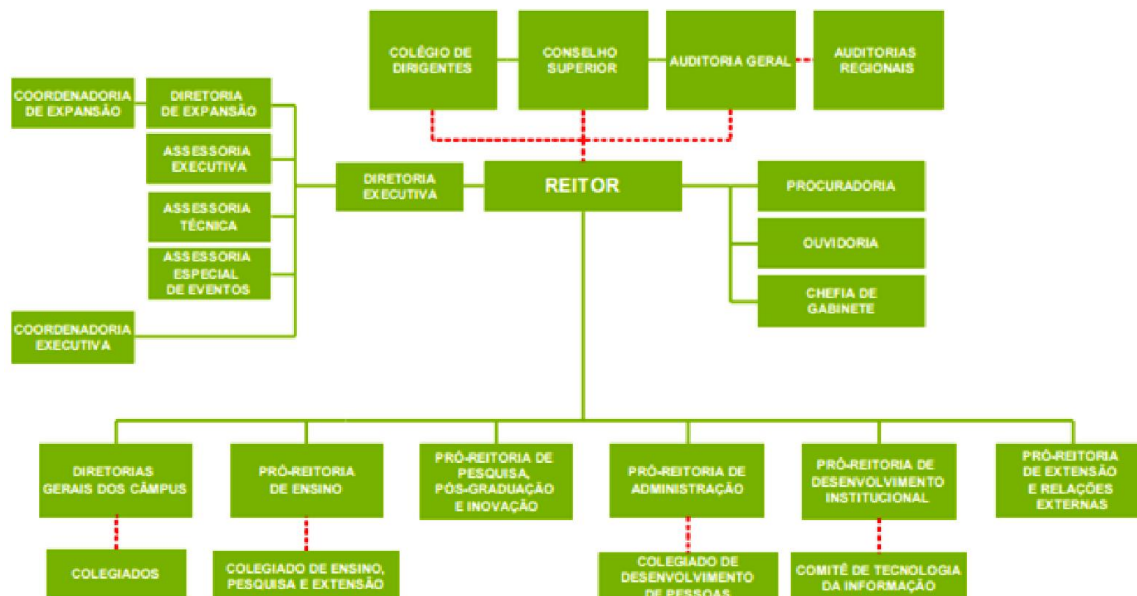 COLÉGIO DE
DIRIGENTES
CONSELHO
SUPERIOR
AUDITORIA GERAL
AUDITORIAS
REGIONAIS
COORDENADORIA
DE EXPANSÃO
DIRETORIA
DE EXPANSÃO
ASSESSORIA
EXECUTIVA
ASSESSORIA
TÉCNICA
ASSESSORIA
ESPECIAL
DE EVENTOS
COORDENADORIA
EXECUTIVA
DIRETORIA
EXECUTIVA
REITOR
PROCURADORIA
OUVIDORIA
CHEFIA DE
GABINETE
DIRETORIAS
GERAIS DOS CÂMPUS
PRÓ-REITORIA
DE ENSINO
PRÓ-REITORIA DE
PESQUISA,
PÓS-GRADUAÇÃO
E INOVAÇÃO
PRÓ-REITORIA DE
ADMINISTRAÇÃO
PRÓ-REITORIA DE
DESENVOLVIMENTO
INSTITUCIONAL
PRÓ-REITORIA
DE EXTENSÃO
E RELAÇÕES
EXTERNAS
COLEGIADOS
COLEGIADO DE ENSINO,
PESQUISA E EXTENSÃO
COLEGIADO DE
DESENVOLVIMENTO
DE PESSOAS
COMITÊ DE TECNOLOGIA
DA INFORMAÇÃO